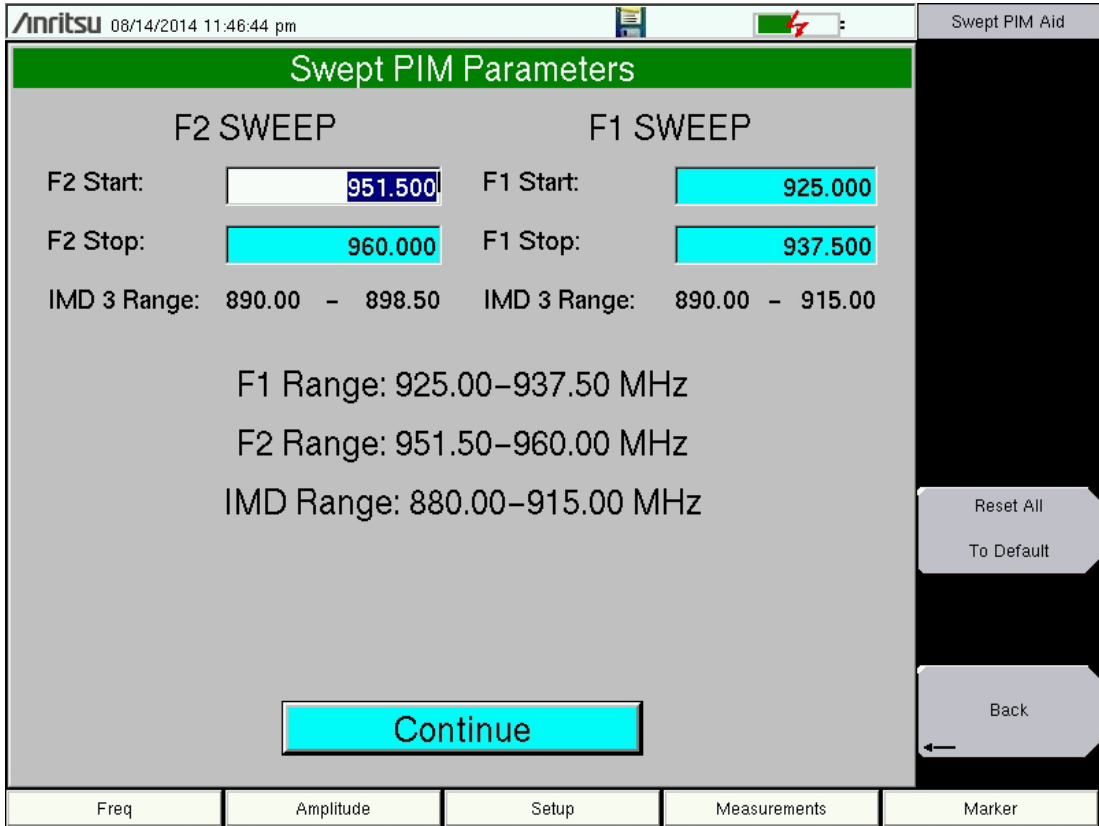 Anritsu 08/14/2014 11:46:44 pm
Swept PIM Aid
Swept PIM Parameters
F2 SWEEP F1 SWEEP
F2 Start: 951.500 F1 Start: 925.000
F2 Stop: 960.000 F1 Stop: 937.500
IMD 3 Range: 890.00 – 898.50 IMD 3 Range: 890.00 – 915.00
F1 Range: 925.00–937.50 MHz
F2 Range: 951.50–960.00 MHz
IMD Range: 880.00–915.00 MHz
Reset All
To Default
Back
Continue
Freq Amplitude Setup Measurements Marker